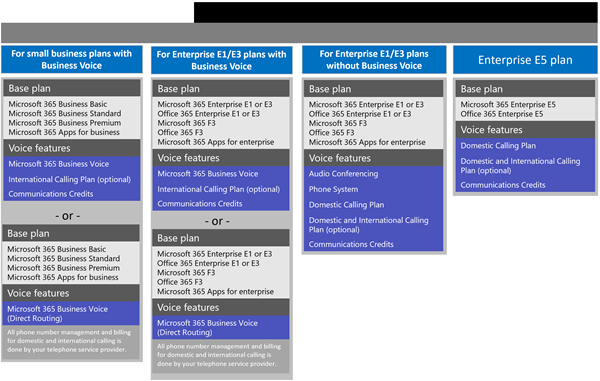 For small business plans with
Business Voice
Base plan
Microsoft 365 Business Basic
Microsoft 365 Business Standard
Microsoft 365 Business Premium
Microsoft 365 Apps for business
Voice features
Microsoft 365 Business Voice
International Calling Plan (optional)
Communications Credits
- or -
Base plan
Microsoft 365 Business Basic
Microsoft 365 Business Standard
Microsoft 365 Business Premium
Microsoft 365 Apps for business
Voice features
Microsoft 365 Business Voice
(Direct Routing)
All phone number management and billing
for domestic and international calling is
done by your telephone service provider.
For Enterprise E1/E3 plans with
Business Voice
Base plan
Microsoft 365 Enterprise E1 or E3
Office 365 Enterprise E1 or E3
Microsoft 365 F3
Office 365 F3
Microsoft 365 Apps for enterprise
Voice features
Microsoft 365 Business Voice
International Calling Plan (optional)
Communications Credits
- or -
Base plan
Microsoft 365 Enterprise E1 or E3
Office 365 Enterprise E1 or E3
Microsoft 365 F3
Office 365 F3
Microsoft 365 Apps for enterprise
Voice features
Microsoft 365 Business Voice
(Direct Routing)
All phone number management and billing
for domestic and international calling is
done by your telephone service provider.
For Enterprise E1/E3 plans
without Business Voice
Base plan
Microsoft 365 Enterprise E1 or E3
Office 365 Enterprise E1 or E3
Microsoft 365 F3
Office 365 F3
Microsoft 365 Apps for enterprise
Voice features
Audio Conferencing
Phone System
Domestic Calling Plan
Domestic and International Calling
Plan (optional)
Communications Credits
Enterprise E5 plan
Base plan
Microsoft 365 Enterprise E5
Office 365 Enterprise E5
Voice features
Domestic Calling Plan
Domestic and International Calling
Plan (optional)
Communications Credits